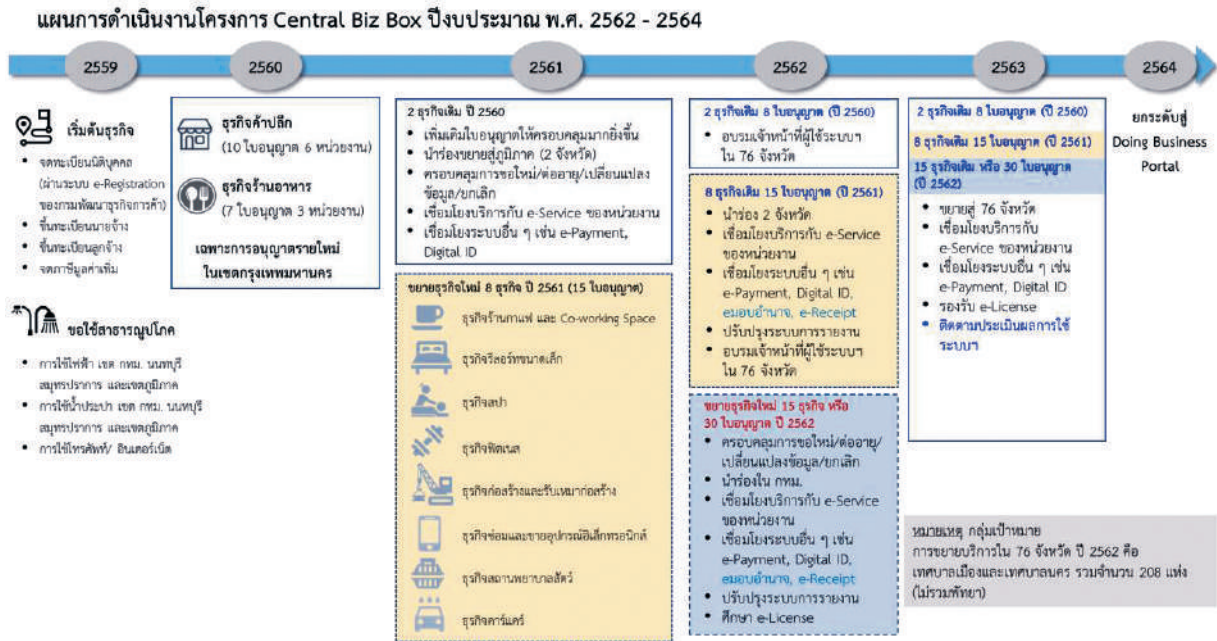 แผนการดำเนินงานโครงการ Central Biz Box ปีงบประมาณ พ.ศ. 2562 - 2564
2559
2560
2561
2562
2563
2564
เริ่มต้นธุรกิจ
• จดทะเบียนนิติบุคคล
(ผ่านระบบ e-Registration
ของกรมพัฒนาธุรกิจการค้า)
• ขึ้นทะเบียนนายจ้าง
• ขึ้นทะเบียนลูกจ้าง
• จดภาษีมูลค่าเพิ่ม
ขอใช้สาธารณูปโภค
• การใช้ไฟฟ้า เขต กทม. นนทบุรี
สมุทรปราการ และเขตภูมิภาค
• การใช้น้ำประปา เขต กทม. นนทบุรี
สมุทรปราการ และเขตภูมิภาค
• การใช้โทรศัพท์/ อินเตอร์เน็ต
ธุรกิจค้าปลีก
(10 ใบอนุญาต 6 หน่วยงาน)
ธุรกิจร้านอาหาร
(7 ใบอนุญาต 3 หน่วยงาน)
เฉพาะการอนุญาตรายใหม่
ในเขตกรุงเทพมหานคร
2 ธุรกิจเดิม ปี 2560
• เพิ่มเติมใบอนุญาตให้ครอบคลุมมากยิ่งขึ้น
• นำร่องขยายสู่ภูมิภาค (2 จังหวัด)
• ครอบคลุมการขอใหม่/ต่ออายุ/เปลี่ยนแปลง
ข้อมูล/ยกเลิก
• เชื่อมโยงบริการกับ e-Service ของหน่วยงาน
• เชื่อมโยงระบบอื่น ๆ เช่น e-Payment,
Digital ID
ขยายธุรกิจใหม่ 8 ธุรกิจ ปี 2561 (15 ใบอนุญาต)
ธุรกิจร้านกาแฟ และ Co-working Space
ธุรกิจรีสอร์ทขนาดเล็ก
ธุรกิจสปา
ธุรกิจฟิตเนส
ธุรกิจก่อสร้างและรับเหมาก่อสร้าง
ธุรกิจซ่อมและขายอุปกรณ์อิเล็กทรอนิกส์
ธุรกิจสถานพยาบาลสัตว์
ธุรกิจคาร์แคร์
2 ธุรกิจเดิม 8 ใบอนุญาต (ปี 2560)
• อบรมเจ้าหน้าที่ผู้ใช้ระบบฯ
ใน 76 จังหวัด
8 ธุรกิจเดิม 15 ใบอนุญาต (ปี 2561)
• นำร่อง 2 จังหวัด
• เชื่อมโยงบริการกับ e-Service
ของหน่วยงาน
• เชื่อมโยงระบบอื่น ๆ เช่น
e-Payment, Digital ID,
eมอบอำนาจ, e-Receipt
• ปรับปรุงระบบการรายงาน
• อบรมเจ้าหน้าที่ผู้ใช้ระบบฯ
ใน 76 จังหวัด
ขยายธุรกิจใหม่ 15 ธุรกิจ หรือ
30 ใบอนุญาต ปี 2562
• ครอบคลุมการขอใหม่/ต่ออายุ/
เปลี่ยนแปลงข้อมูล/ยกเลิก
• นำร่องใน กทม.
• เชื่อมโยงบริการกับ e-Service
ของหน่วยงาน
• เชื่อมโยงระบบอื่น ๆ เช่น
e-Payment, Digital ID,
eมอบอำนาจ, e-Receipt
• ปรับปรุงระบบการรายงาน
• ศึกษา e-License
2 ธุรกิจเดิม 8 ใบอนุญาต (ปี 2560)
8 ธุรกิจเดิม 15 ใบอนุญาต (ปี 2561)
15 ธุรกิจ หรือ 30 ใบอนุญาต
(ปี 2562)
• ขยายสู่ 76 จังหวัด
• เชื่อมโยงบริการกับ
e-Service ของหน่วยงาน
• เชื่อมโยงระบบอื่น ๆ เช่น
e-Payment, Digital ID
• รองรับ e-License
• ติดตามประเมินผลการใช้
ระบบฯ
ยกระดับสู่
Doing Business
Portal
หมายเหตุ กลุ่มเป้าหมาย
การขยายบริการใน 76 จังหวัด ปี 2562 คือ
เทศบาลเมืองและเทศบาลนคร รวมจำนวน 208 แห่ง
(ไม่รวมพัทยา)